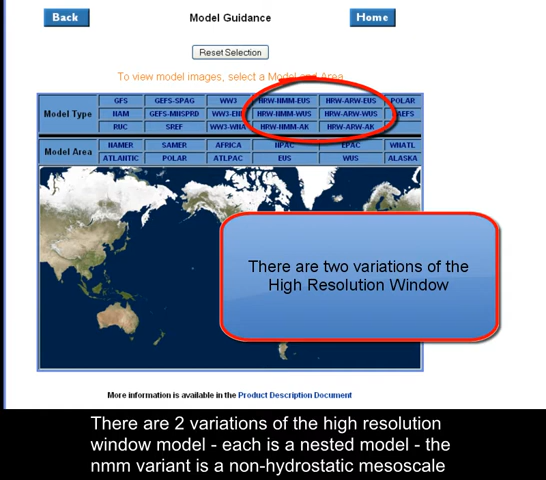 Back Model Guidance Home
Reset Selection
To view model images, select a Model and Area
Model Type
GFS GEFS-SPAG WW3 HRW-NMM-EUS HRW-ARW-EUS POLAR
NAM GEFS-MNSPRD HRW-NMM-WUS HRW-ARW-WUS
RUC SREF WW3-WNA HRW-NMM-AK HRW-ARW-AK
Model Area
NAMER SAMER AFRICA NPAC EPAC WNATL
ATLANTIC POLAR ATLPAC EUS WUS ALASKA
There are two variations of the
High Resolution Window
More information is available in the Product Description Document
There are 2 variations of the high resolution
window model - each is a nested model - the
nmm variant is a non-hydrostatic mesoscale